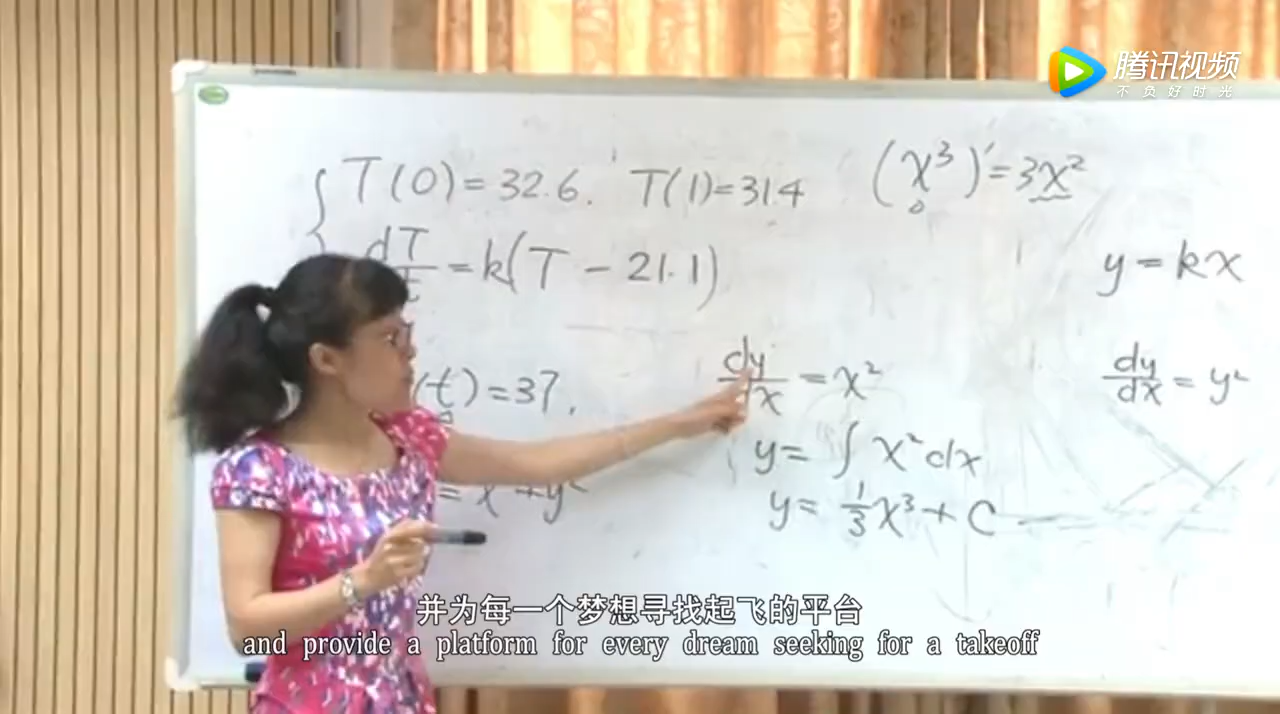 腾讯视频
不负好时光
T(0)=32.6. T(1)=31.4
(x³)'=3x²
=k(T-21.1)
y=kx
(t)=37,
dy/dx=x²
dy/dx=y²
y=∫x²dx
=x+y²
y=⅓x³+C
并为每一个梦想寻找起飞的平台
and provide a platform for every dream seeking for a takeoff